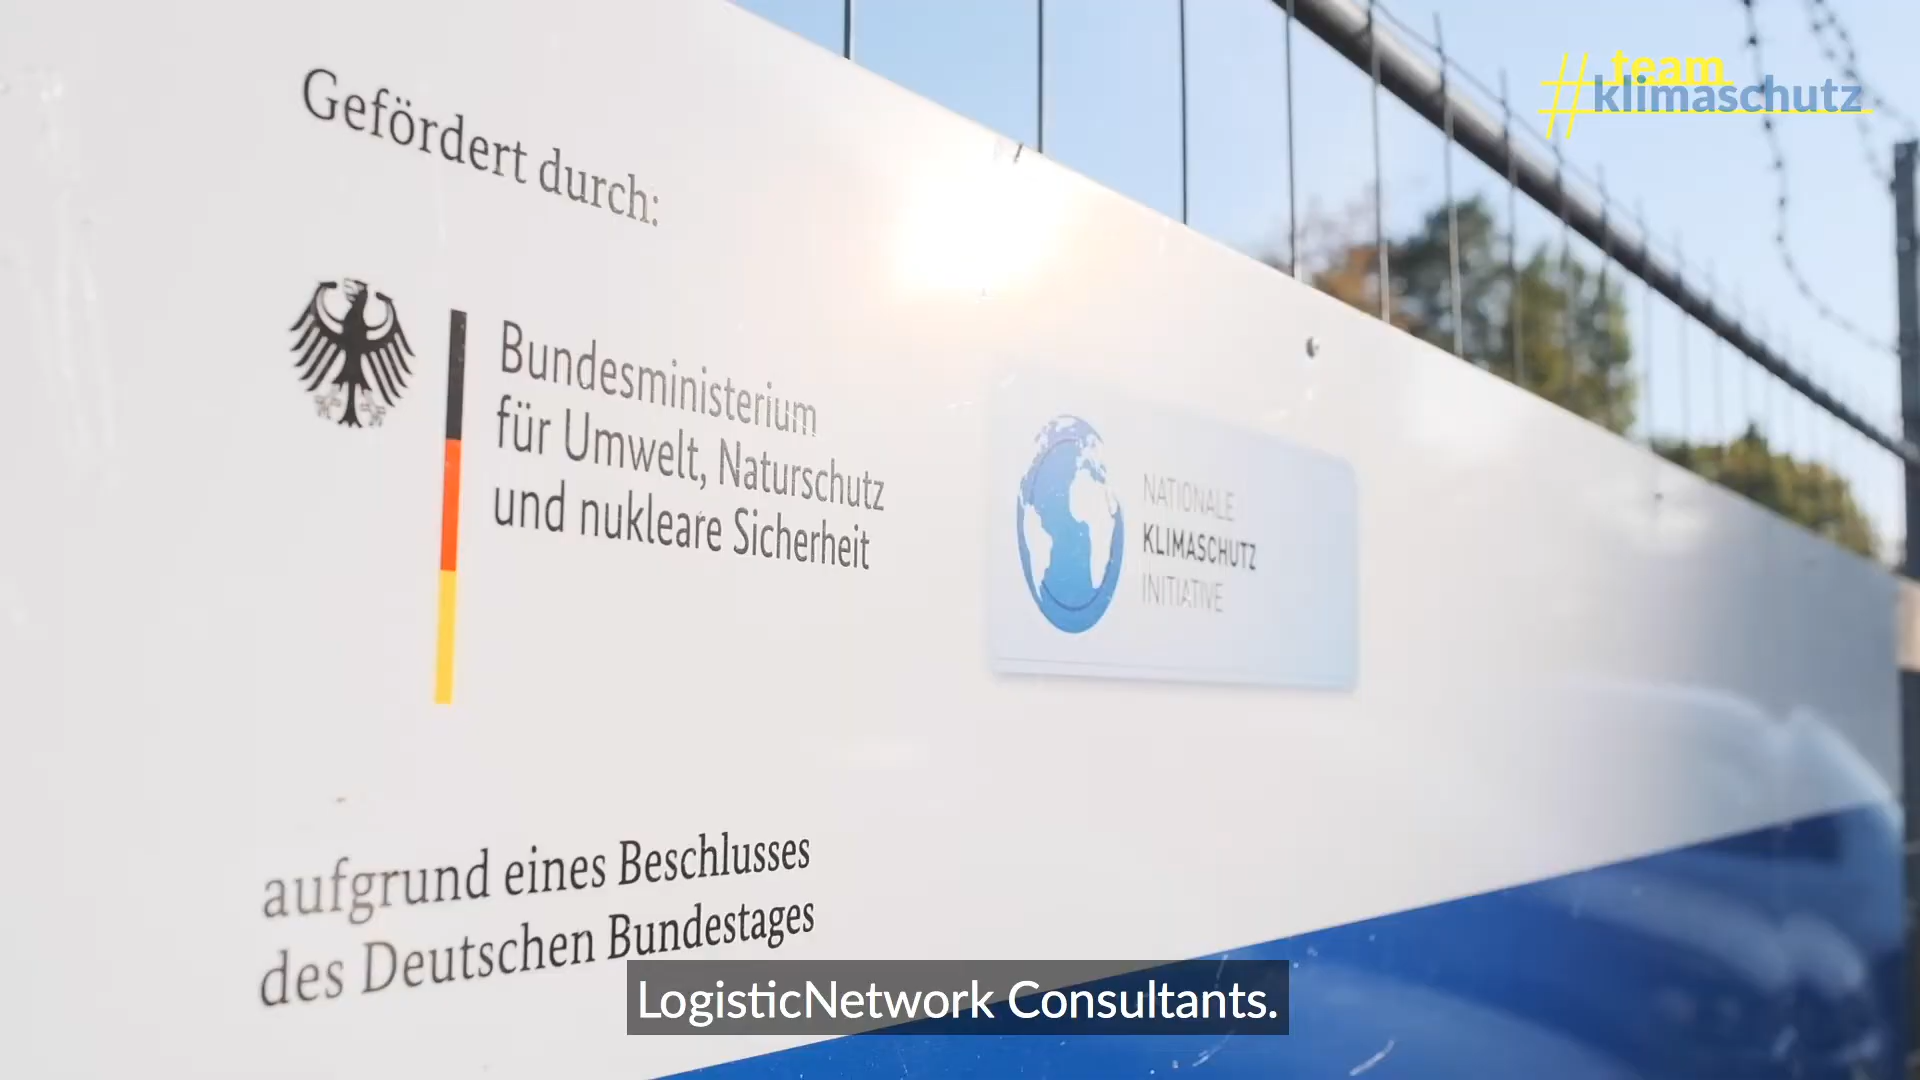 #team
klimaschutz
Gefördert durch:
Bundesministerium
für Umwelt, Naturschutz
und nukleare Sicherheit
NATIONALE
KLIMASCHUTZ
INITIATIVE
aufgrund eines Beschlusses
des Deutschen Bundestages
LogisticNetwork Consultants.